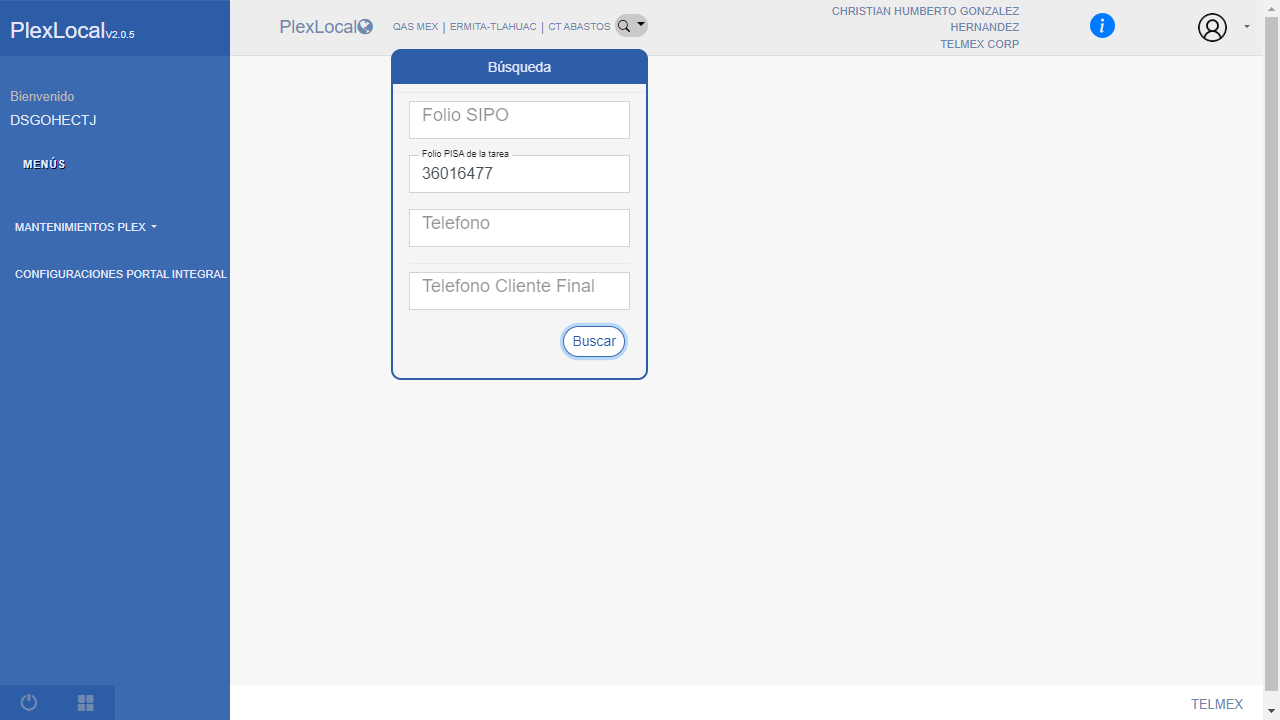 PlexLocalV2.0.5
Bienvenido
DSGOHECTJ
MENÚS
MANTENIMIENTOS PLEX
CONFIGURACIONES PORTAL INTEGRAL
PlexLocal
QAS MEX | ERMITA-TLAHUAC | CT ABASTOS
CHRISTIAN HUMBERTO GONZALEZ
HERNANDEZ
TELMEX CORP
i
Búsqueda
Folio SIPO
Folio PISA de la tarea
36016477
Telefono
Telefono Cliente Final
Buscar
TELMEX